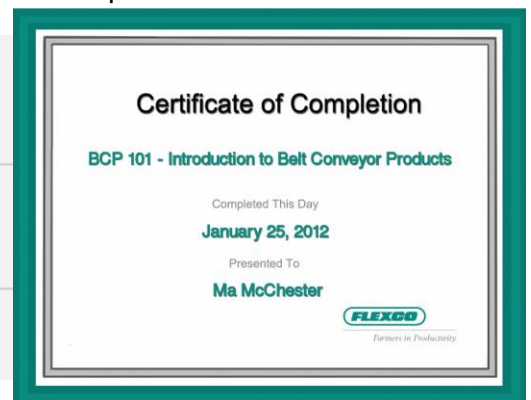 Certificate of Completion
BCP 101 - Introduction to Belt Conveyor Products
Completed This Day
January 25, 2012
Presented To
Ma McChester
FLEXCO
Partners in Productivity